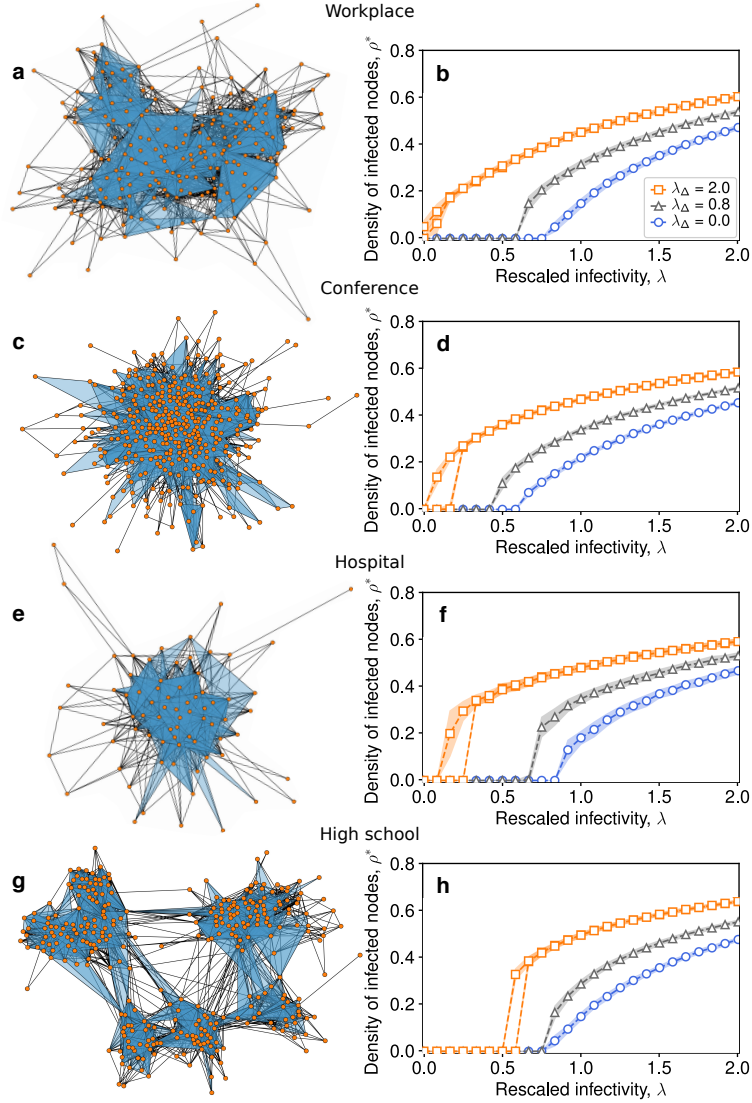 Workplace
a
b
Density of infected nodes, ρ*
0.8
0.6
0.4
0.2
0.0
λΔ = 2.0
λΔ = 0.8
λΔ = 0.0
0.0 0.5 1.0 1.5 2.0
Rescaled infectivity, λ
Conference
c
d
Density of infected nodes, ρ*
0.8
0.6
0.4
0.2
0.0
0.0 0.5 1.0 1.5 2.0
Rescaled infectivity, λ
Hospital
e
f
Density of infected nodes, ρ*
0.8
0.6
0.4
0.2
0.0
0.0 0.5 1.0 1.5 2.0
Rescaled infectivity, λ
High school
g
h
Density of infected nodes, ρ*
0.8
0.6
0.4
0.2
0.0
0.0 0.5 1.0 1.5 2.0
Rescaled infectivity, λ